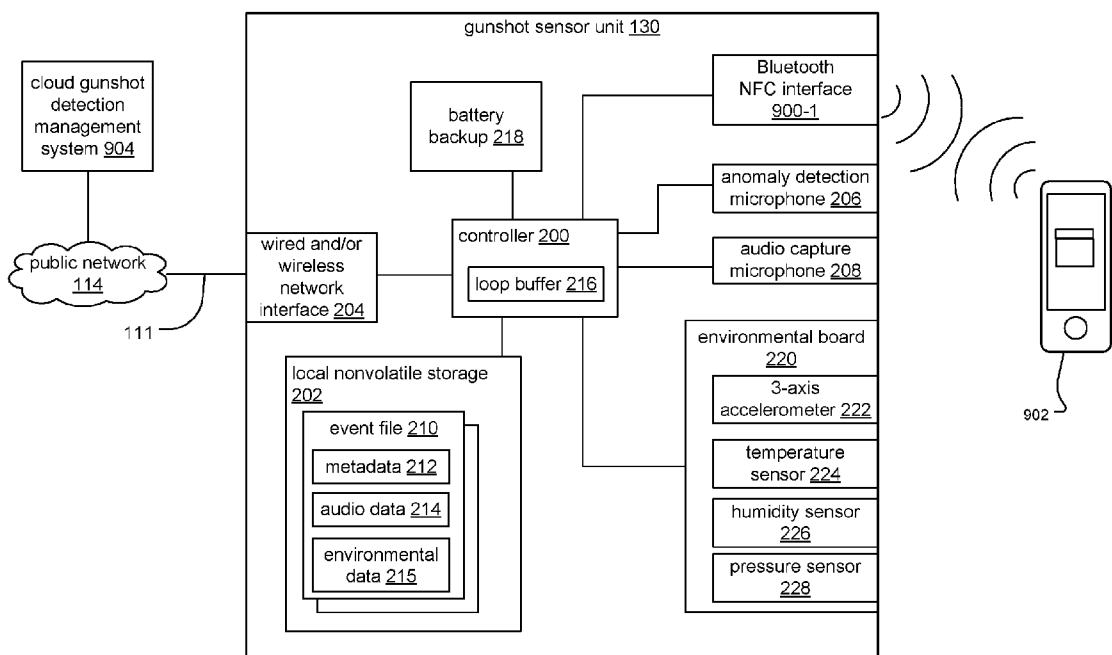 gunshot sensor unit 130
cloud gunshot
detection
management
system 904
public network
114
111
wired and/or
wireless
network
interface 204
battery
backup 218
controller 200
loop buffer 216
local nonvolatile storage
202
event file 210
metadata 212
audio data 214
environmental
data 215
Bluetooth
NFC interface
900-1
anomaly detection
microphone 206
audio capture
microphone 208
environmental board
220
3-axis
accelerometer 222
temperature
sensor 224
humidity sensor
226
pressure sensor
228
902